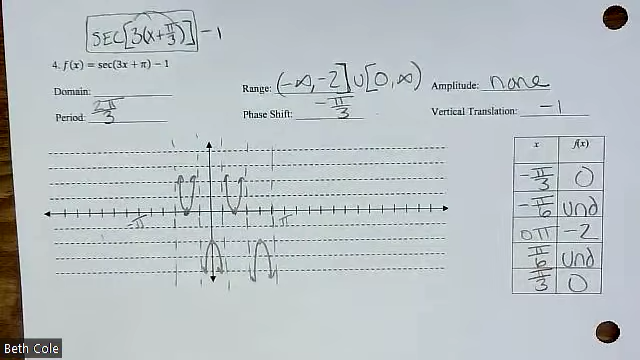 SEC[3(x+π/3)] -1
4. f(x) = sec(3x + π) − 1
Domain:
Range: (-∞,-2]∪[0,∞)
Amplitude: none
Period: 2π/3
Phase Shift: -π/3
Vertical Translation: -1
x f(x)
-π/3 0
-π/6 und
0π -2
π/6 und
π/3 0
-π π
Beth Cole